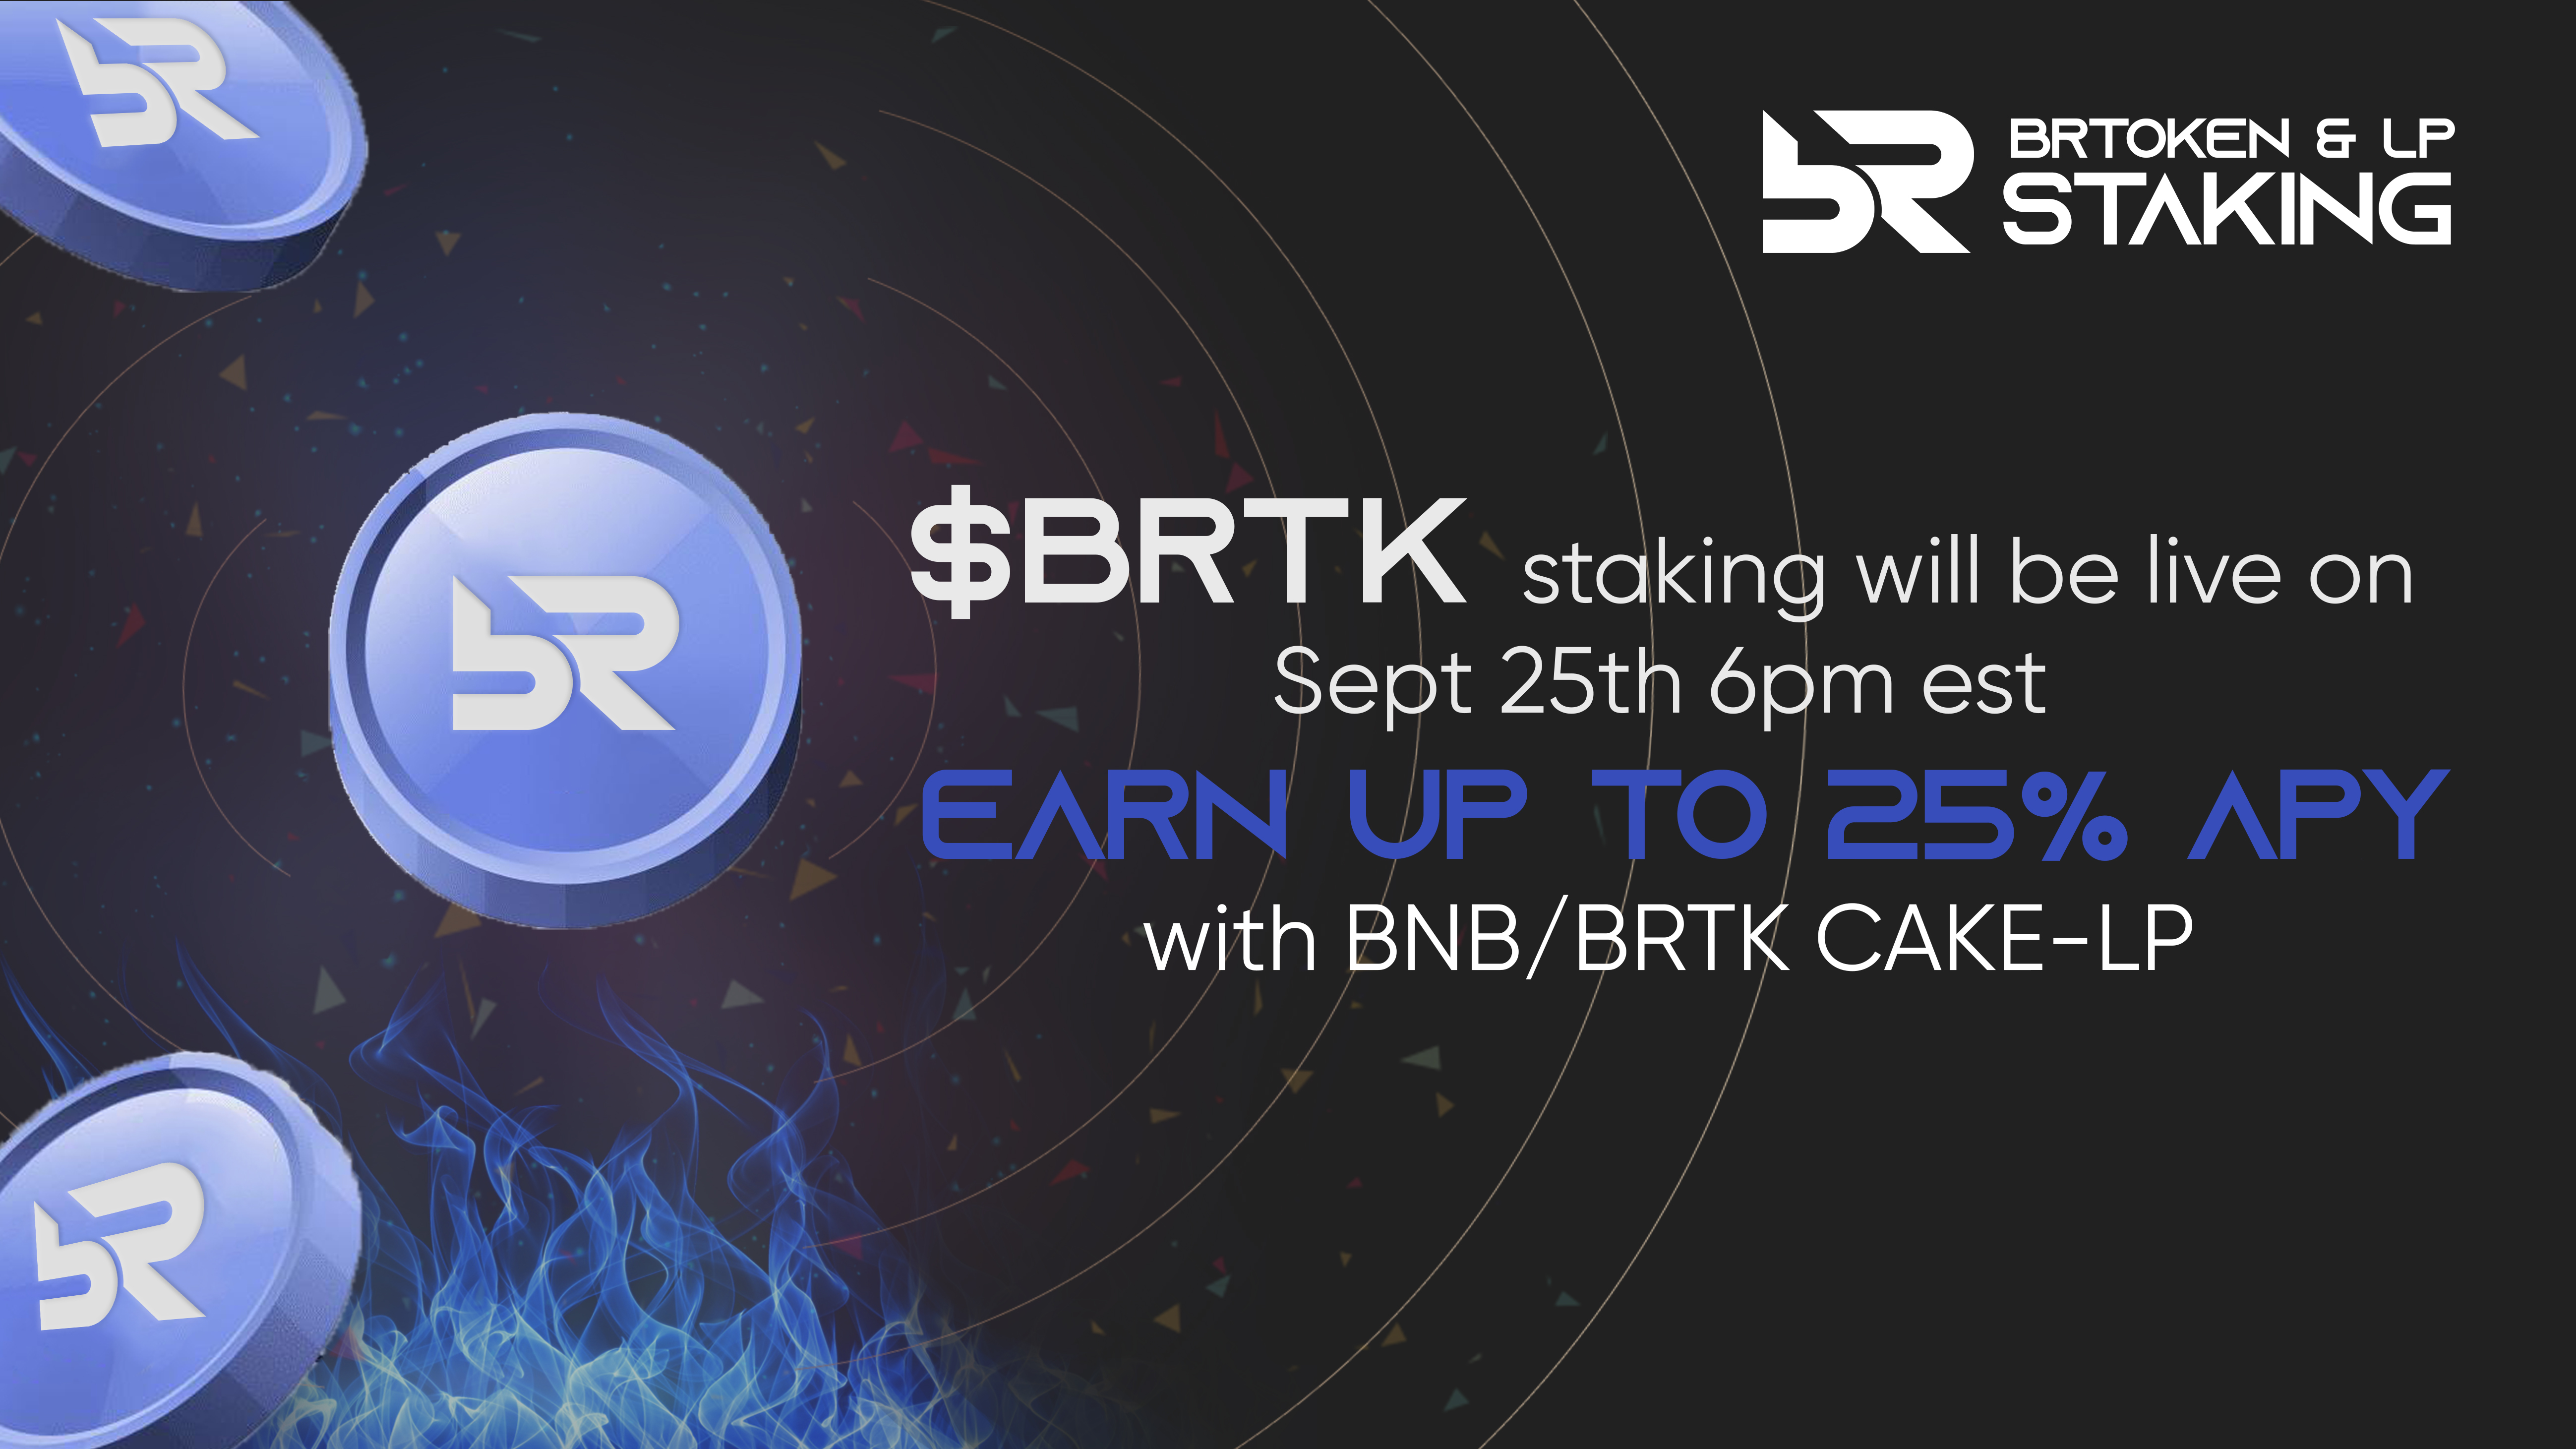 BRTOKEN & LP
STAKING
$BRTK staking will be live on
Sept 25th 6pm est
EARN UP TO 25% APY
with BNB/BRTK CAKE-LP